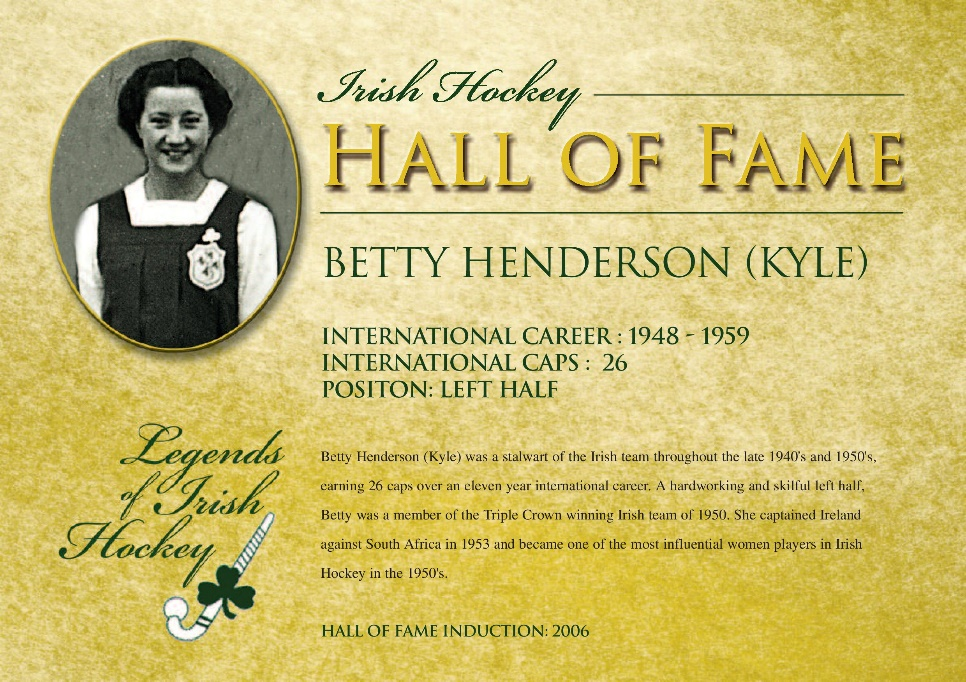 Irish Hockey
HALL OF FAME
BETTY HENDERSON (KYLE)
INTERNATIONAL CAREER : 1948 - 1959
INTERNATIONAL CAPS : 26
POSITON: LEFT HALF
Legends
of Irish
Hockey
Betty Henderson (Kyle) was a stalwart of the Irish team throughout the late 1940's and 1950's,
earning 26 caps over an eleven year international career. A hardworking and skilful left half,
Betty was a member of the Triple Crown winning Irish team of 1950. She captained Ireland
against South Africa in 1953 and became one of the most influential women players in Irish
Hockey in the 1950's.
HALL OF FAME INDUCTION: 2006